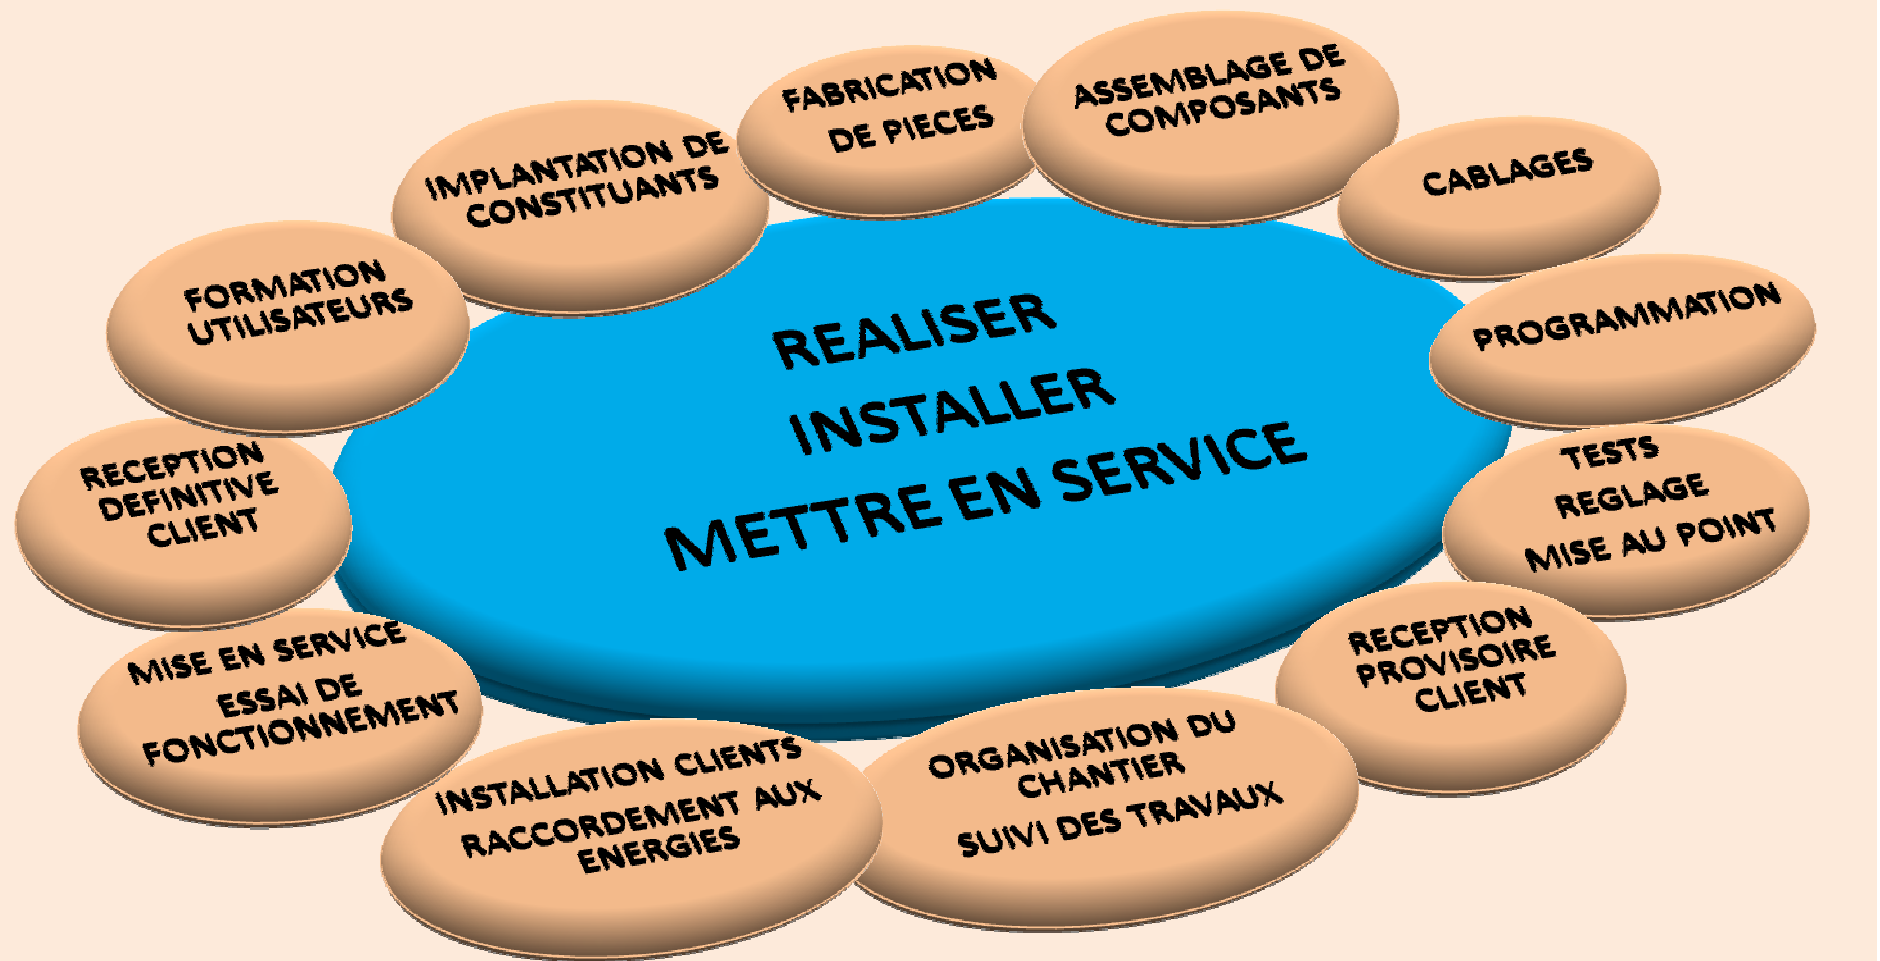 FABRICATION
DE PIECES
ASSEMBLAGE DE
COMPOSANTS
CABLAGES
PROGRAMMATION
TESTS
REGLAGE
MISE AU POINT
RECEPTION
PROVISOIRE
CLIENT
ORGANISATION DU
CHANTIER
SUIVI DES TRAVAUX
INSTALLATION CLIENTS
RACCORDEMENT AUX
ENERGIES
MISE EN SERVICE
ESSAI DE
FONCTIONNEMENT
RECEPTION
DEFINITIVE
CLIENT
FORMATION
UTILISATEURS
IMPLANTATION DE
CONSTITUANTS
REALISER
INSTALLER
METTRE EN SERVICE